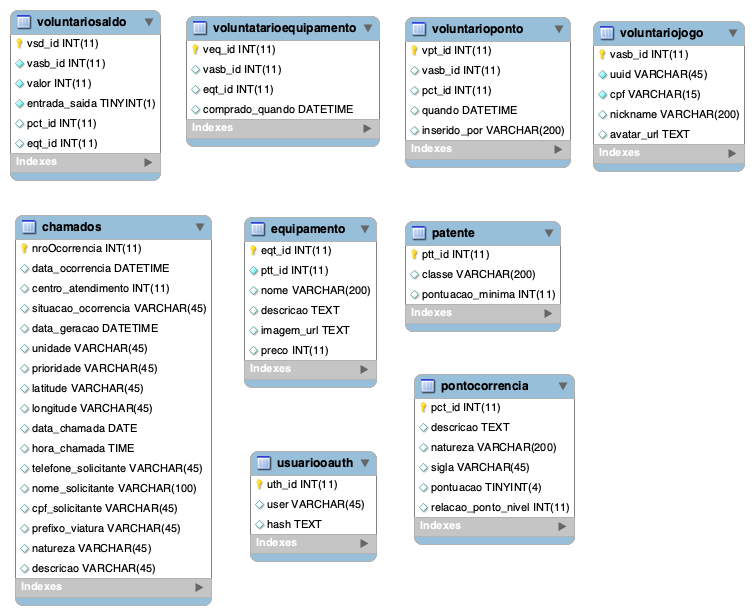 voluntariosaldo
vsd_id INT(11)
vasb_id INT(11)
valor INT(11)
entrada_saida TINYINT(1)
pct_id INT(11)
eqt_id INT(11)
Indexes
voluntatarioequipamento
veq_id INT(11)
vasb_id INT(11)
eqt_id INT(11)
comprado_quando DATETIME
Indexes
voluntarioponto
vpt_id INT(11)
vasb_id INT(11)
pct_id INT(11)
quando DATETIME
inserido_por VARCHAR(200)
Indexes
voluntariojogo
vasb_id INT(11)
uuid VARCHAR(45)
cpf VARCHAR(15)
nickname VARCHAR(200)
avatar_url TEXT
Indexes
chamados
nroOcorrencia INT(11)
data_ocorrencia DATETIME
centro_atendimento INT(11)
situacao_ocorrencia VARCHAR(45)
data_geracao DATETIME
unidade VARCHAR(45)
prioridade VARCHAR(45)
latitude VARCHAR(45)
longitude VARCHAR(45)
data_chamada DATE
hora_chamada TIME
telefone_solicitante VARCHAR(45)
nome_solicitante VARCHAR(100)
cpf_solicitante VARCHAR(45)
prefixo_viatura VARCHAR(45)
natureza VARCHAR(45)
descricao VARCHAR(45)
Indexes
equipamento
eqt_id INT(11)
ptt_id INT(11)
nome VARCHAR(200)
descricao TEXT
imagem_url TEXT
preco INT(11)
Indexes
patente
ptt_id INT(11)
classe VARCHAR(200)
pontuacao_minima INT(11)
Indexes
usuariooauth
uth_id INT(11)
user VARCHAR(45)
hash TEXT
Indexes
pontocorrencia
pct_id INT(11)
descricao TEXT
natureza VARCHAR(200)
sigla VARCHAR(45)
pontuacao TINYINT(4)
relacao_ponto_nivel INT(11)
Indexes